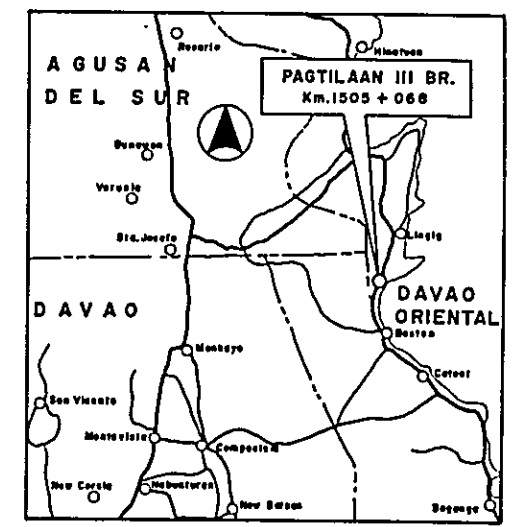 Rosario
Hinatuan
AGUSAN
DEL SUR
PAGTILAAN III BR.
Km. 1505 + 068
Bunawan
Veruela
Lingig
Sta. Josefa
DAVAO
DAVAO
ORIENTAL
Boston
Monkayo
Cateel
San Vicente
Montevista
Compostela
New Corella
Nabunturan
New Bataan
Baganga